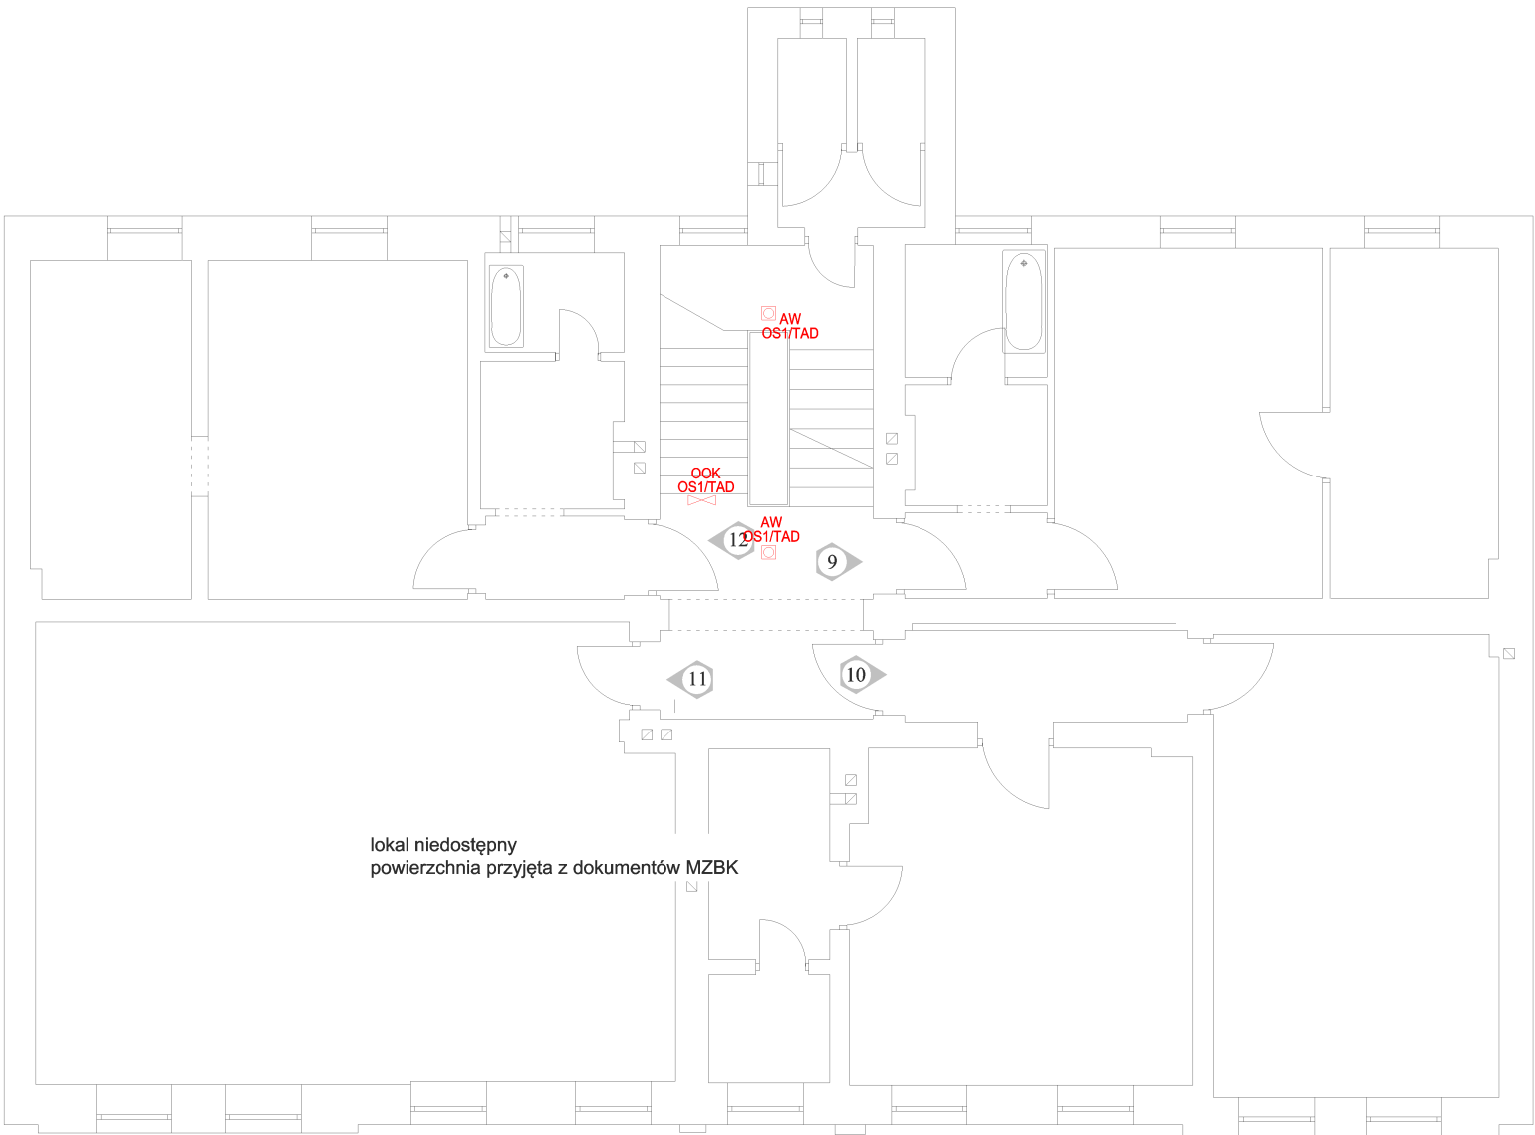 AW
OS1/TAD
OOK
OS1/TAD
AW
OS1/TAD
12
9
11
10
lokal niedostępny
powierzchnia przyjęta z dokumentów MZBK